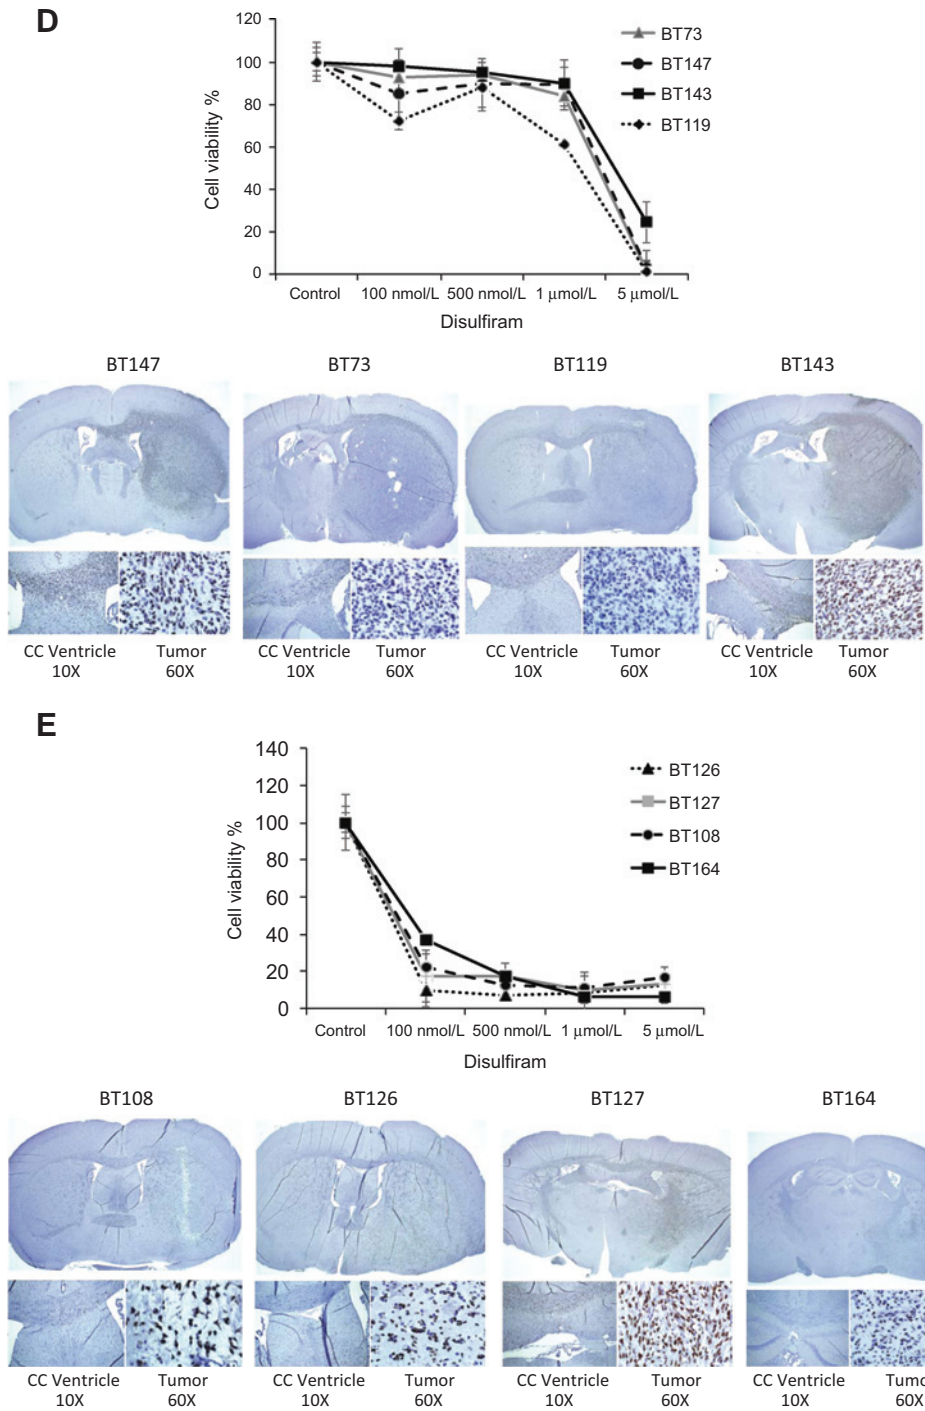 D
120
100
80
60
40
20
0
Cell viability %
BT73
BT147
BT143
BT119
Control 100 nmol/L 500 nmol/L 1 μmol/L 5 μmol/L
Disulfiram
BT147 BT73 BT119 BT143
CC Ventricle Tumor CC Ventricle Tumor CC Ventricle Tumor CC Ventricle Tumor
10X 60X 10X 60X 10X 60X 10X 60X
E
140
120
100
80
60
40
20
0
Cell viability %
BT126
BT127
BT108
BT164
Control 100 nmol/L 500 nmol/L 1 μmol/L 5 μmol/L
Disulfiram
BT108 BT126 BT127 BT164
CC Ventricle Tumor CC Ventricle Tumor CC Ventricle Tumor CC Ventricle Tumo
10X 60X 10X 60X 10X 60X 10X 60X